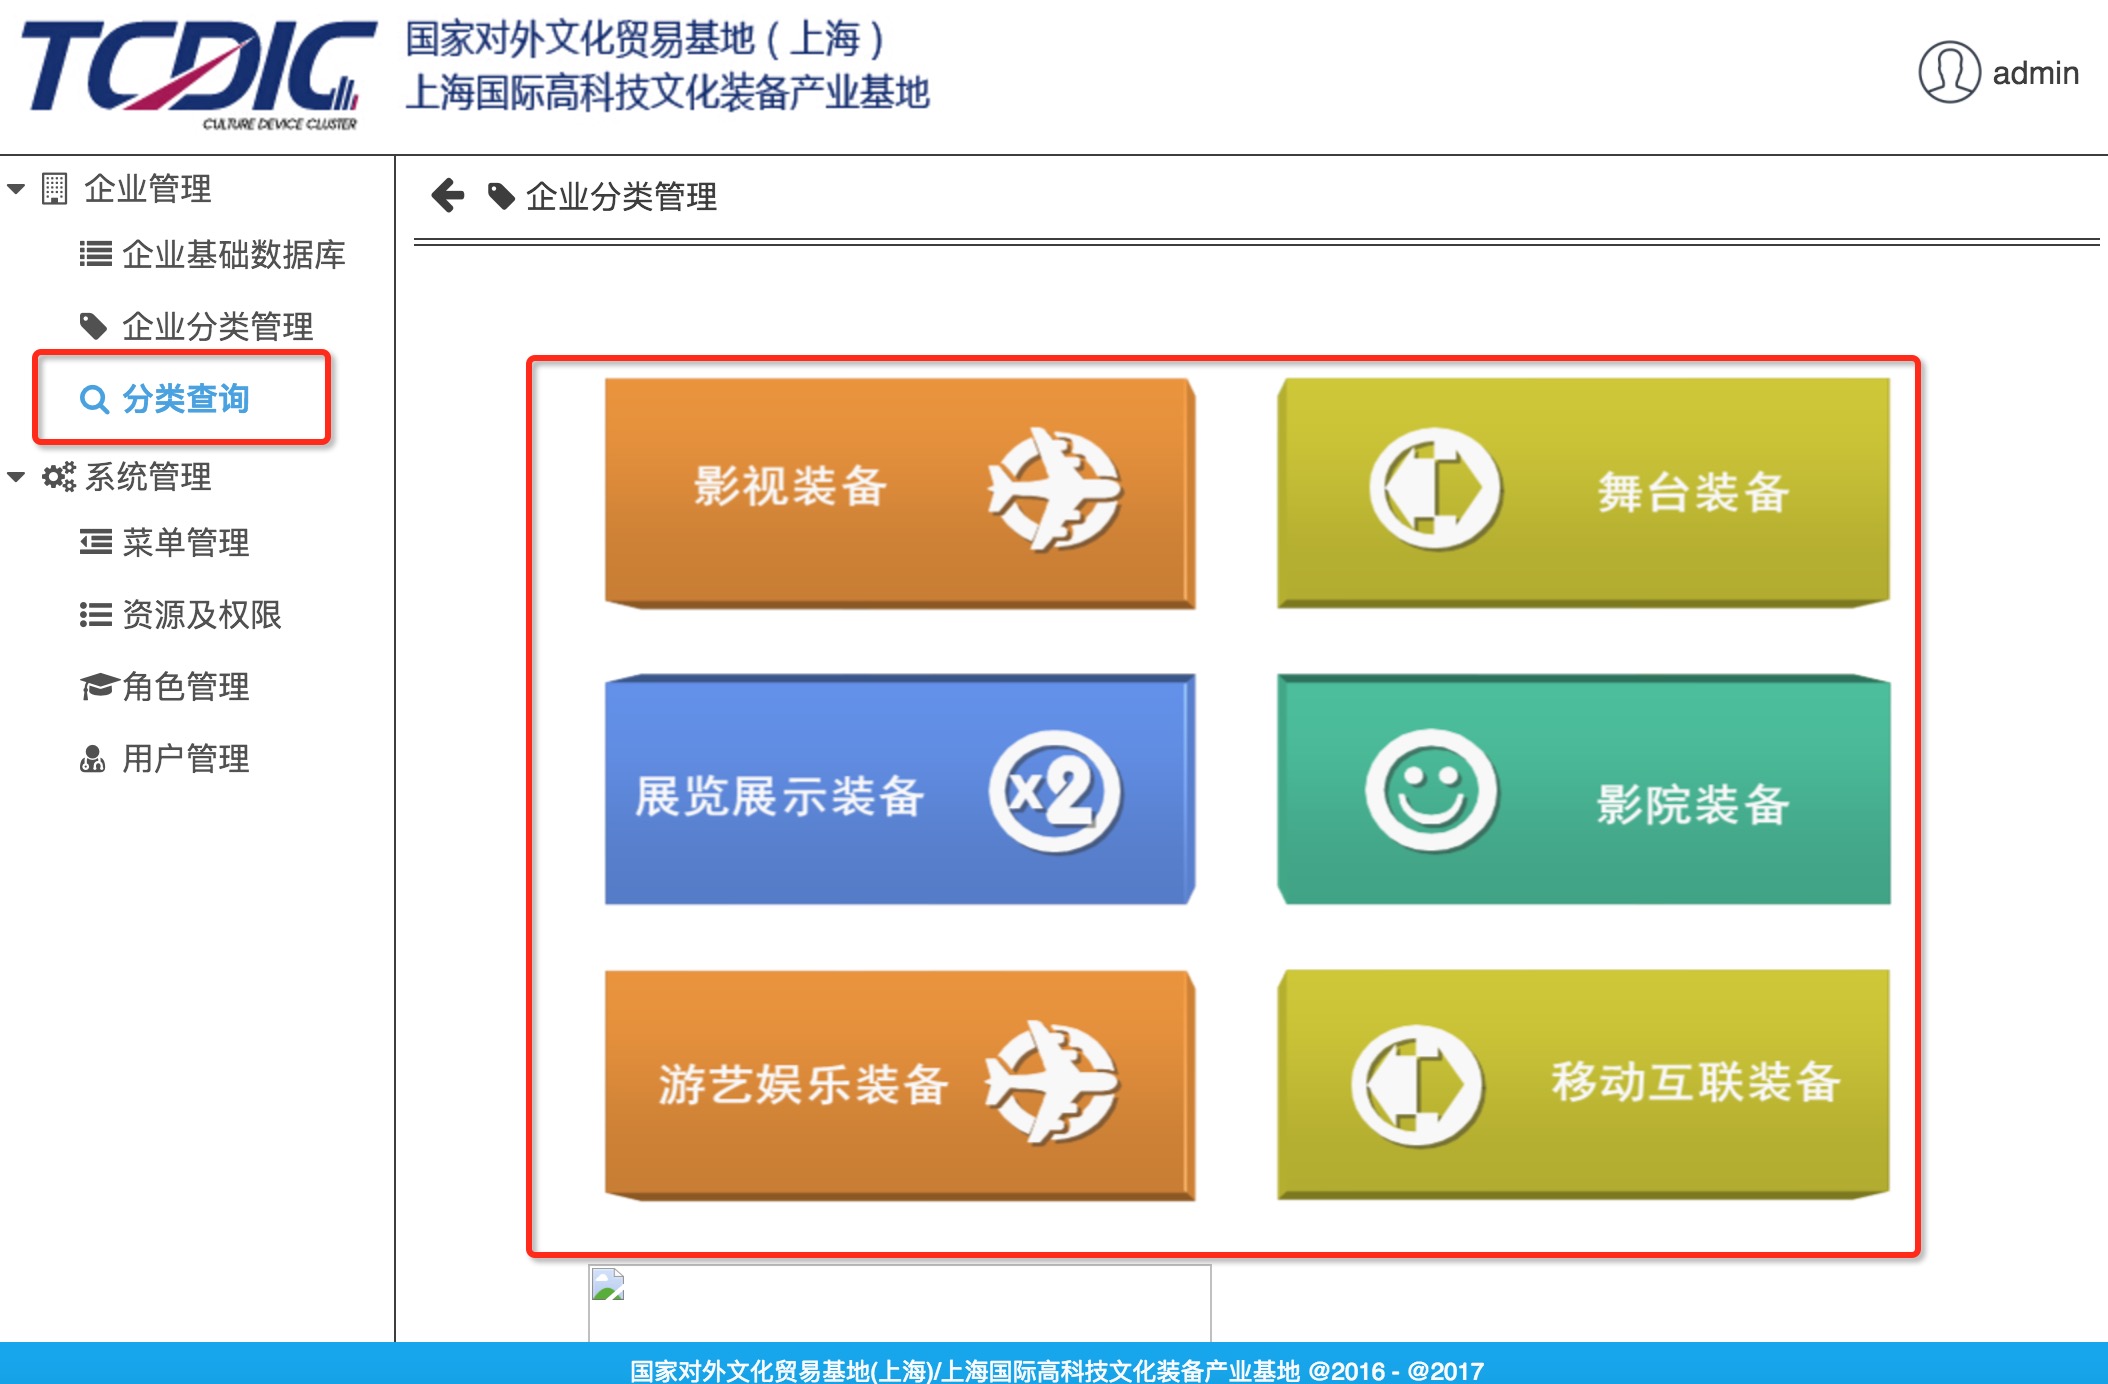 TCDIC
CULTURE DEVICE CLUSTER
国家对外文化贸易基地（上海）
上海国际高科技文化装备产业基地
admin
企业管理
企业基础数据库
企业分类管理
分类查询
系统管理
菜单管理
资源及权限
角色管理
用户管理
企业分类管理
影视装备
舞台装备
展览展示装备
x2
影院装备
游艺娱乐装备
移动互联装备
国家对外文化贸易基地(上海)/上海国际高科技文化装备产业基地 @2016 - @2017